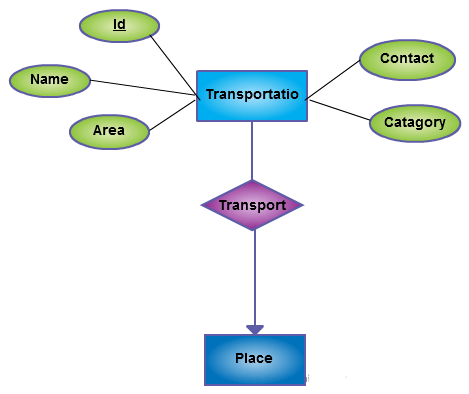 Id
Name
Area
Transportatio
Contact
Catagory
Transport
Place